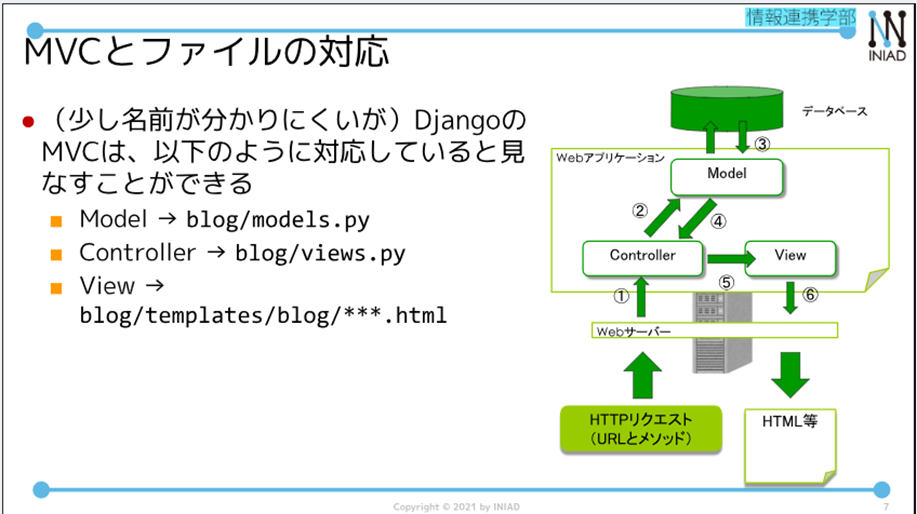 情報連携学部
INIAD
MVCとファイルの対応
（少し名前が分かりにくいが）Djangoの
MVCは、以下のように対応していると見
なすことができる
Model → blog/models.py
Controller → blog/views.py
View →
blog/templates/blog/***.html
データベース
③
Webアプリケーション
Model
②
④
Controller
View
⑤
①
⑥
Webサーバー
HTTPリクエスト
（URLとメソッド）
HTML等
Copyright © 2021 by INIAD
7